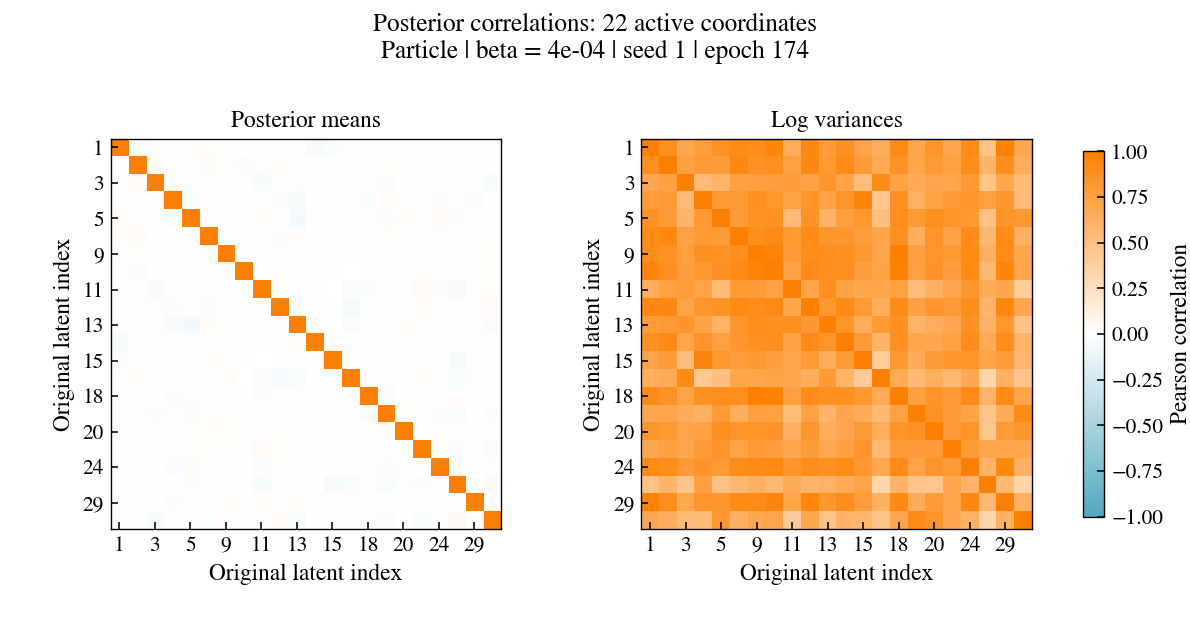 Posterior correlations: 22 active coordinates
Particle | beta = 4e-04 | seed 1 | epoch 174
Posterior means
Original latent index
1
3
5
9
11
13
15
18
20
24
29
1 3 5 9 11 13 18 20 24 29
Original latent index
Log variances
Original latent index
1
3
5
9
11
13
15
18
20
24
29
1 3 5 9 11 13 18 20 24 29
Original latent index
1.00
0.75
0.50
0.25
0.00
−0.25
−0.50
−0.75
−1.00
Pearson correlation